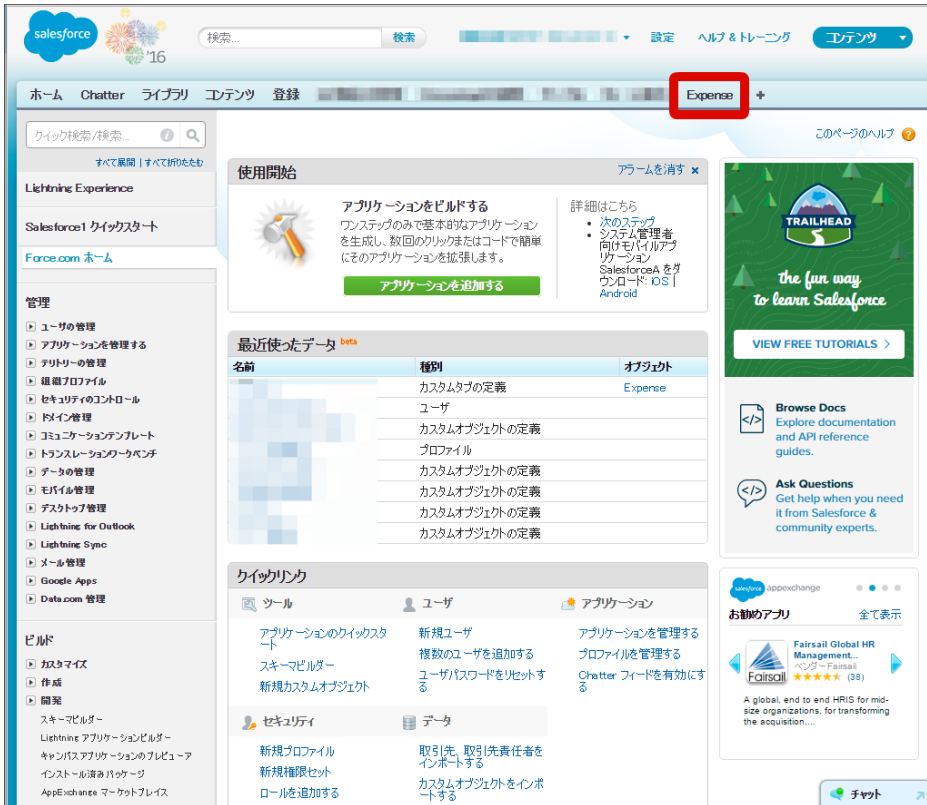 salesforce
'16
検索...
検索
設定
ヘルプ & トレーニング
コンテンツ
ホーム
Chatter
ライブラリ
コンテンツ
登録
Expense
+
クイック検索/検索...
すべて展開 | すべて折りたたむ
Lightning Experience
Salesforce1 クイックスタート
Force.com ホーム
管理
ユーザの管理
アプリケーションを管理する
テリトリーの管理
組織プロファイル
セキュリティのコントロール
ドメイン管理
コミュニケーションテンプレート
トランスレーションワークベンチ
データの管理
モバイル管理
デスクトップ管理
Lightning for Outlook
Lightning Sync
メール管理
Google Apps
Data.com 管理
ビルド
カスタマイズ
作成
開発
スキーマビルダー
Lightning アプリケーションビルダー
キャンバスアプリケーションのプレビューア
インストール済みパッケージ
AppExchange マーケットプレイス
このページのヘルプ
使用開始
アラームを消す ×
アプリケーションをビルドする
ワンステップのみで基本的なアプリケーション
を生成し、数回のクリックまたはコードで簡単
にそのアプリケーションを拡張します。
アプリケーションを追加する
詳細はこちら
次のステップ
システム管理者
向けモバイルアプ
リケーション
SalesforceA をダ
ウンロード: iOS |
Android
最近使ったデータ beta
名前
種別
オブジェクト
カスタムタブの定義
Expense
ユーザ
カスタムオブジェクトの定義
プロファイル
カスタムオブジェクトの定義
カスタムオブジェクトの定義
カスタムオブジェクトの定義
カスタムオブジェクトの定義
クイックリンク
ツール
アプリケーションのクイックスタ
ート
スキーマビルダー
新規カスタムオブジェクト
ユーザ
新規ユーザ
複数のユーザを追加する
ユーザパスワードをリセットす
る
アプリケーション
アプリケーションを管理する
プロファイルを管理する
Chatter フィードを有効にす
る
セキュリティ
新規プロファイル
新規権限セット
ロールを追加する
データ
取引先、取引先責任者を
インポートする
カスタムオブジェクトをインポ
ートする
TRAILHEAD
the fun way
to learn Salesforce
VIEW FREE TUTORIALS >
Browse Docs
Explore documentation
and API reference
guides.
Ask Questions
Get help when you need
it from Salesforce &
community experts.
salesforce appexchange
お勧めアプリ
全て表示
Fairsail
Fairsail Global HR
Management...
ベンダー Fairsail
(38)
A global, end to end HRIS for mid-
size organizations, for transforming
the acquisition,...
チャット